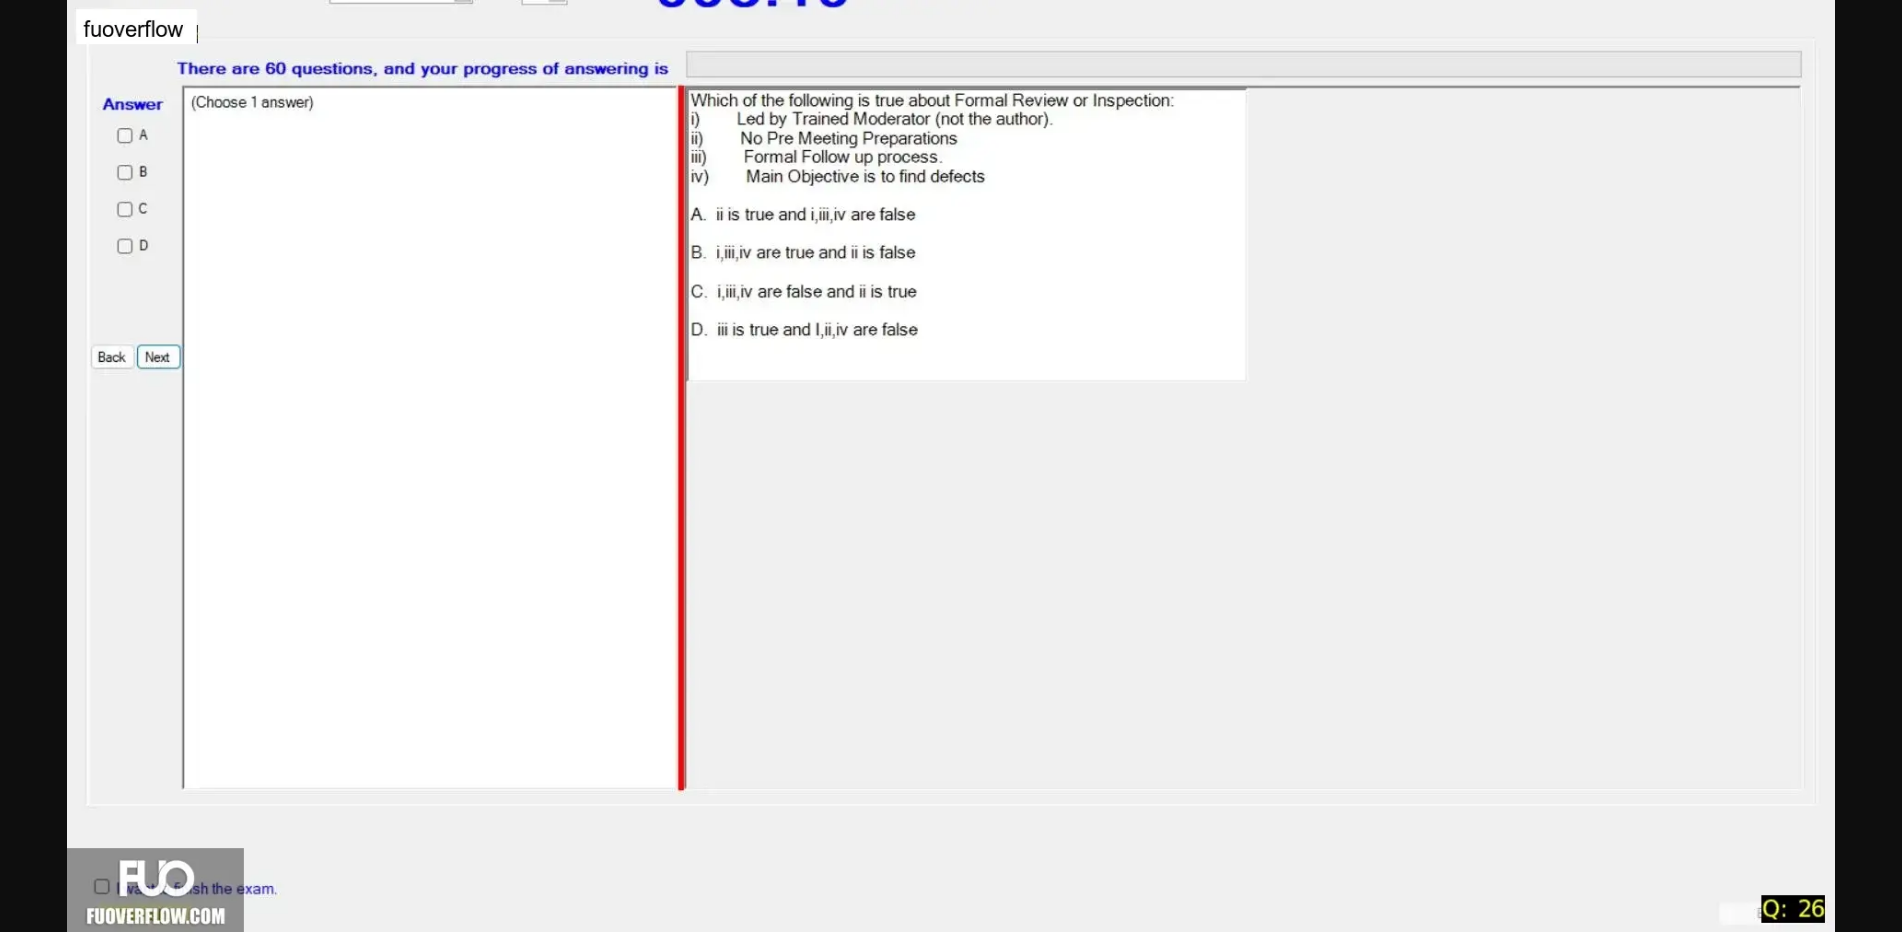 fuoverflow
There are 60 questions, and your progress of answering is
Answer
(Choose 1 answer)
A
B
C
D
Back Next
Which of the following is true about Formal Review or Inspection:
i) Led by Trained Moderator (not the author).
ii) No Pre Meeting Preparations
iii) Formal Follow up process.
iv) Main Objective is to find defects
A. ii is true and i,iii,iv are false
B. i,iii,iv are true and ii is false
C. i,iii,iv are false and ii is true
D. iii is true and I,ii,iv are false
the exam.
FUO
FUOVERFLOW.COM
Q: 26